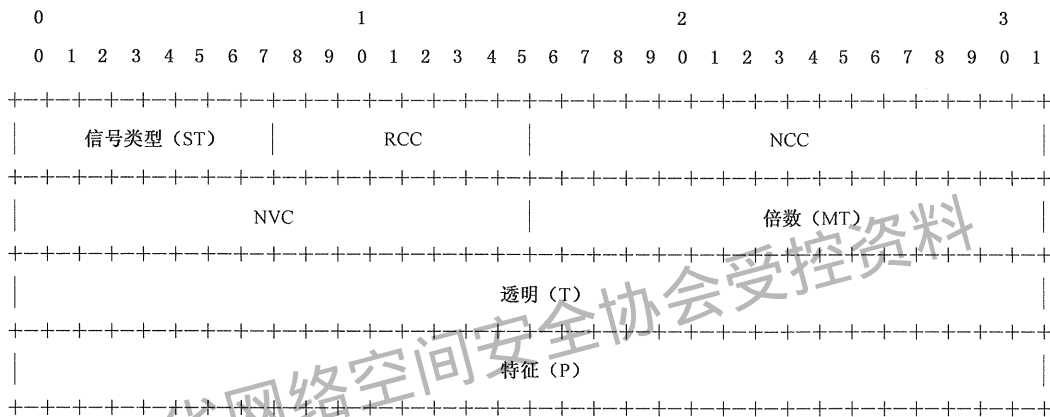 0 1 2 3
0 1 2 3 4 5 6 7 8 9 0 1 2 3 4 5 6 7 8 9 0 1 2 3 4 5 6 7 8 9 0 1
信号类型（ST） RCC NCC
NVC 倍数（MT）
透明（T）
特征（P）
网络空间安全协会受控资料